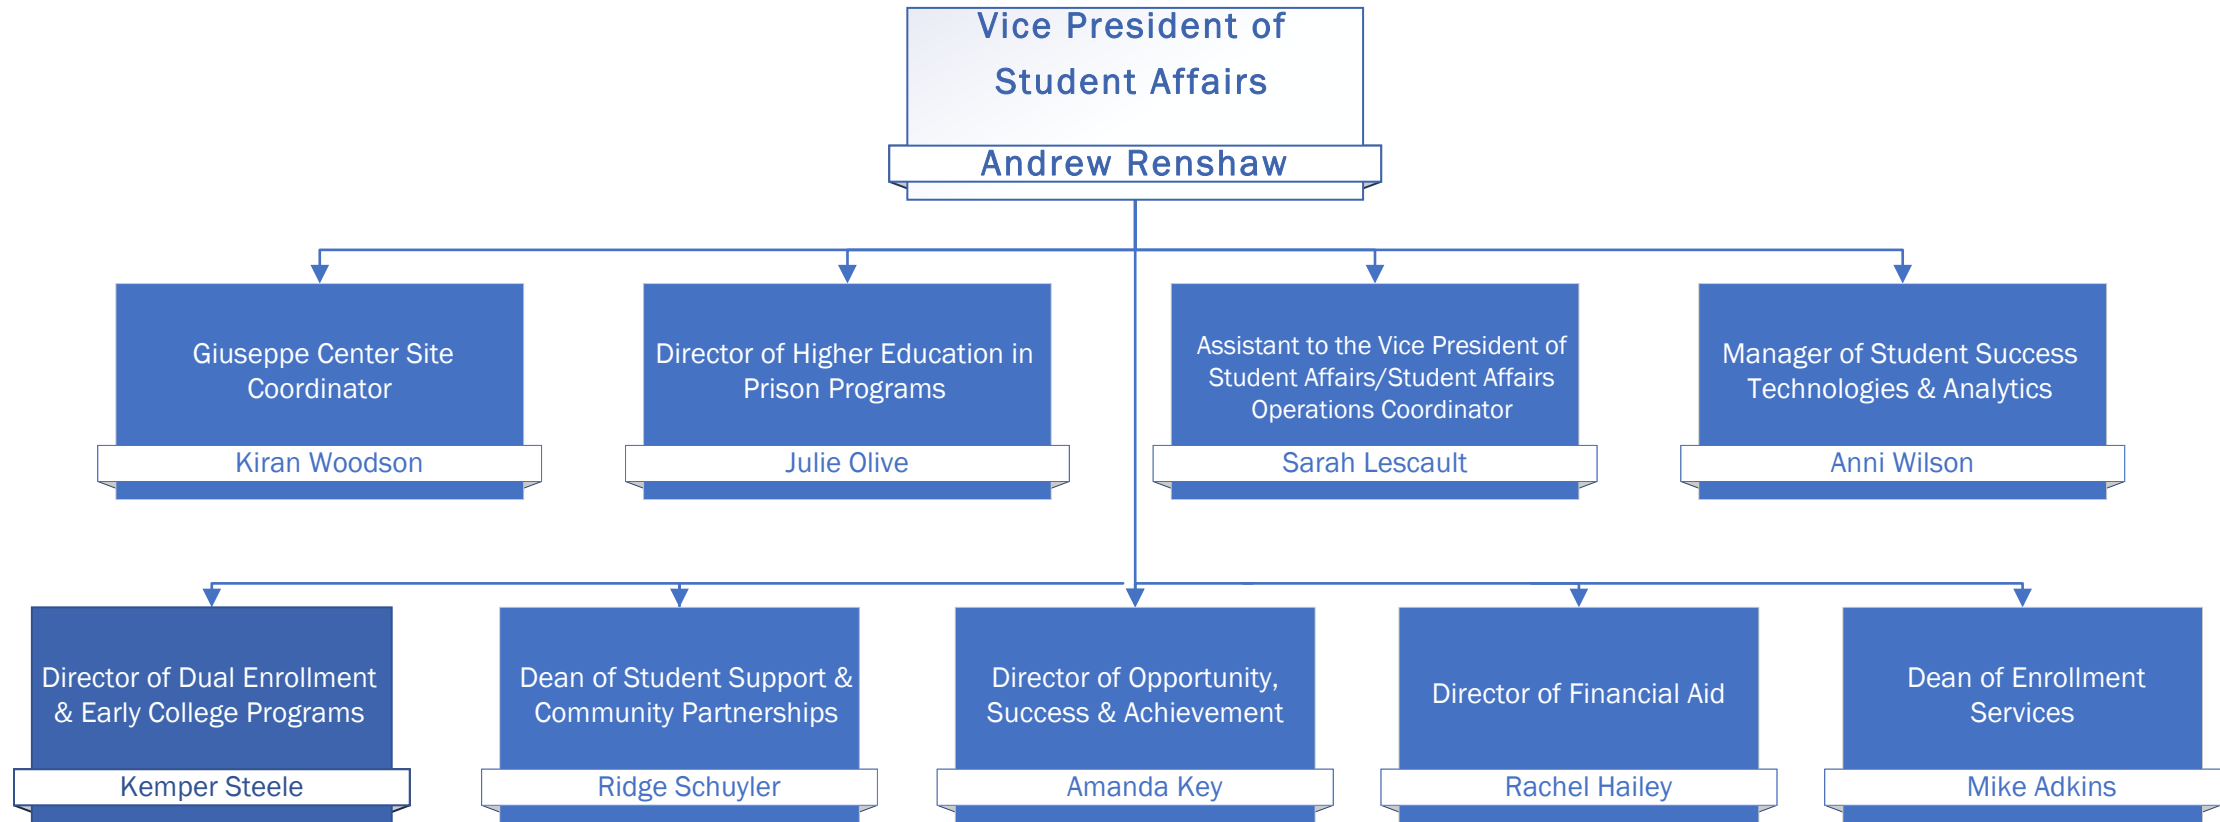 Vice President of
Student Affairs
Andrew Renshaw
Giuseppe Center Site
Coordinator
Kiran Woodson
Director of Higher Education in
Prison Programs
Julie Olive
Assistant to the Vice President of
Student Affairs/Student Affairs
Operations Coordinator
Sarah Lescault
Manager of Student Success
Technologies & Analytics
Anni Wilson
Director of Dual Enrollment
& Early College Programs
Kemper Steele
Dean of Student Support &
Community Partnerships
Ridge Schuyler
Director of Opportunity,
Success & Achievement
Amanda Key
Director of Financial Aid
Rachel Hailey
Dean of Enrollment
Services
Mike Adkins